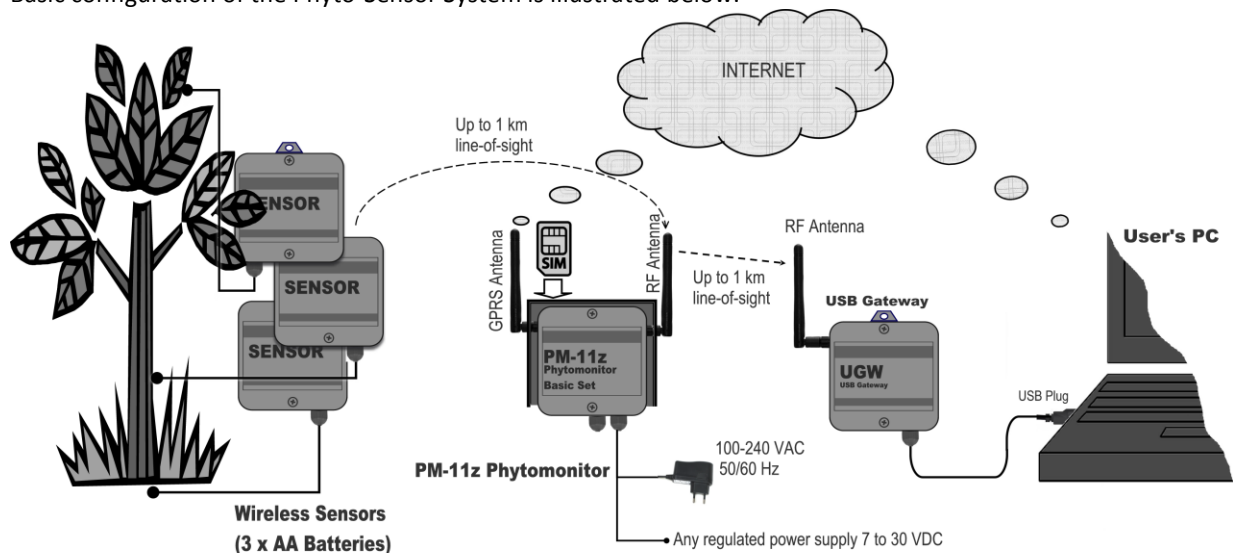 Basic configuration of the Phyto-Sensor System is illustrated below:
INTERNET
Up to 1 km
line-of-sight
SENSOR
SENSOR
SENSOR
GPRS Antenna
SIM
RF Antenna
Up to 1 km
line-of-sight
RF Antenna
User's PC
USB Gateway
PM-11z
Phytomonitor
Basic Set
UGW
USB Gateway
USB Plug
PM-11z Phytomonitor
100-240 VAC
50/60 Hz
Wireless Sensors
(3 x AA Batteries)
Any regulated power supply 7 to 30 VDC